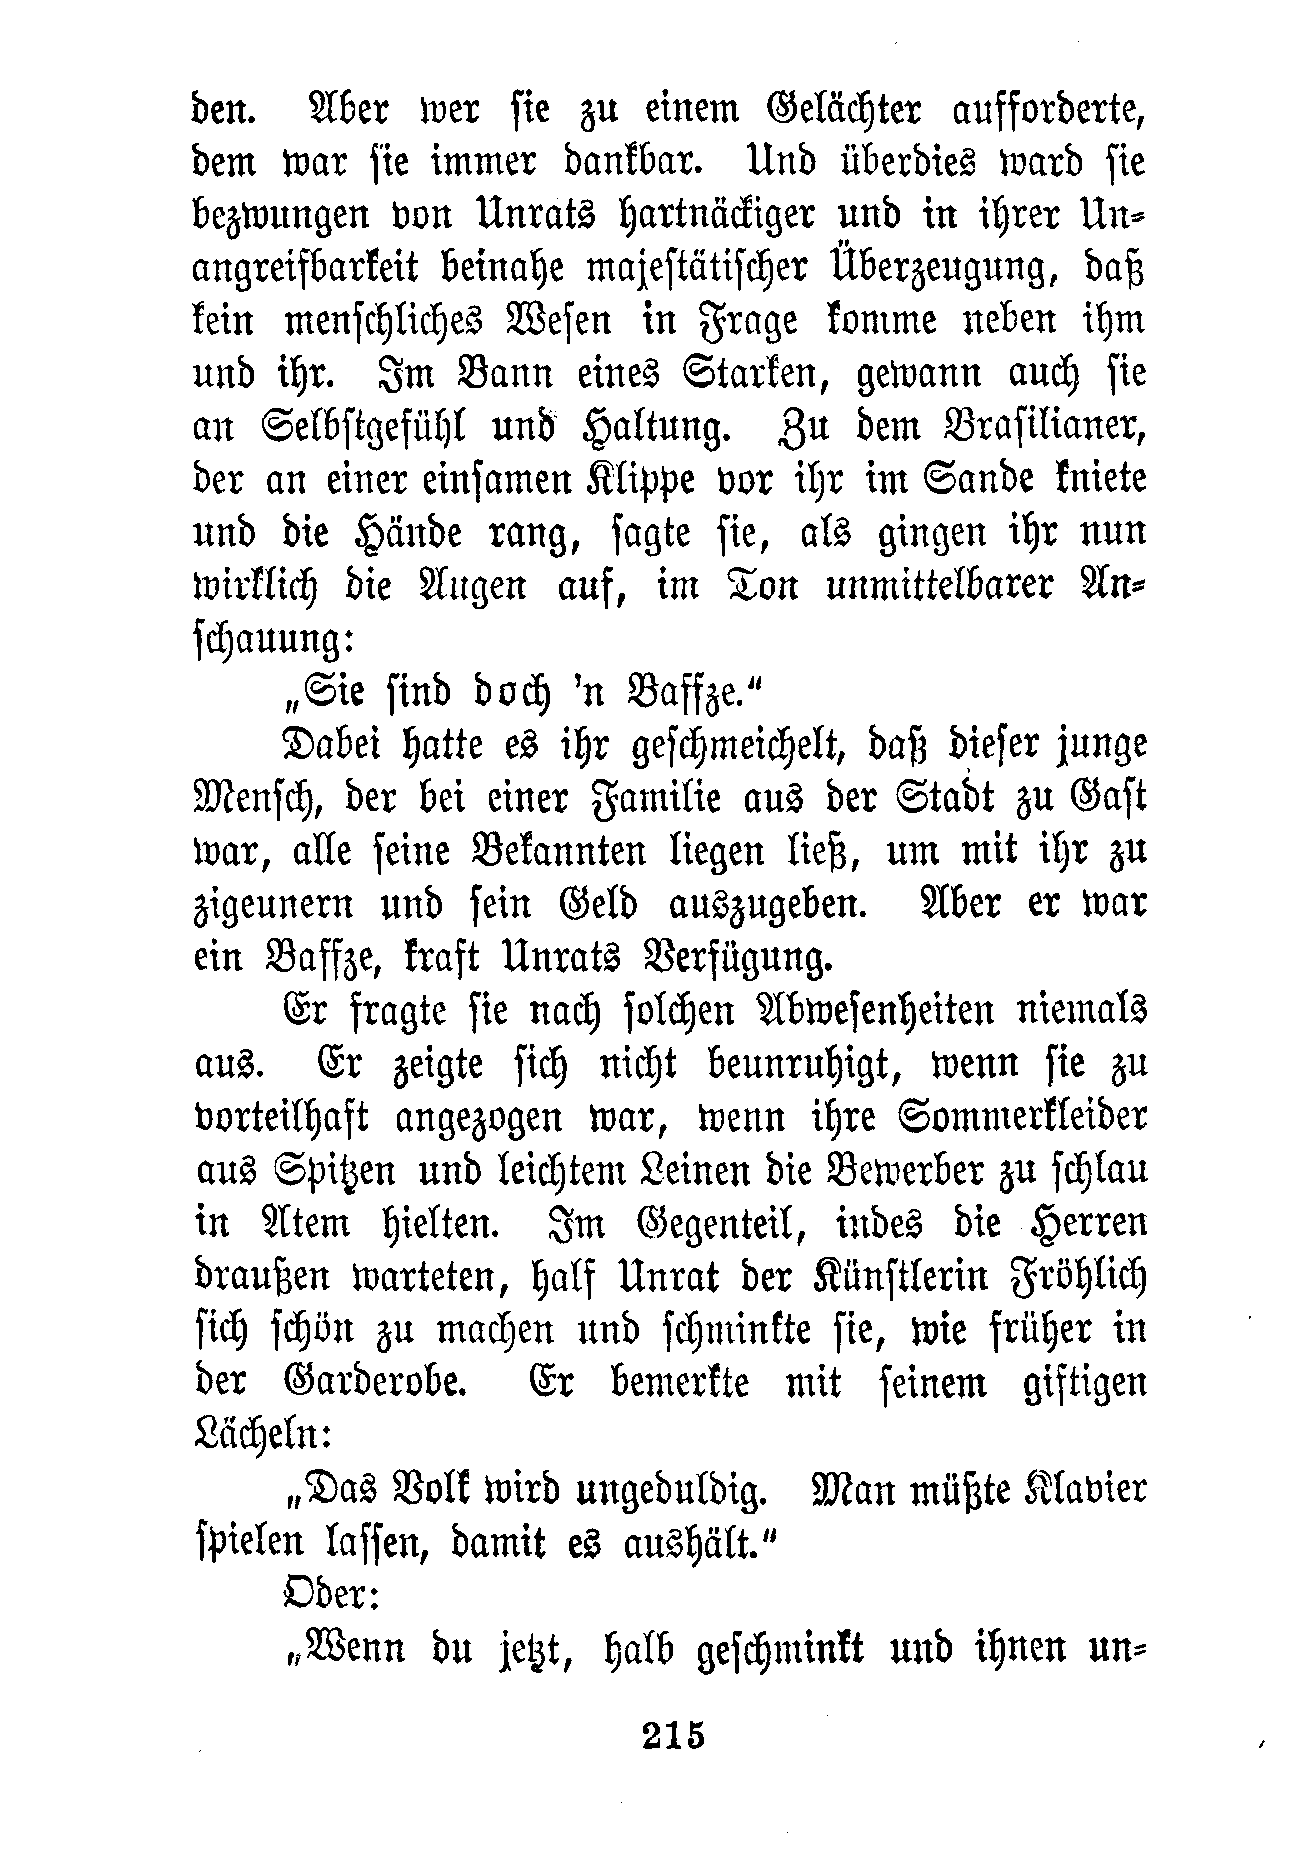 den. Aber wer sie zu einem Gelächter aufforderte,
dem war sie immer dankbar. Und überdies ward sie
bezwungen von Unrats hartnäckiger und in ihrer Un-
angreifbarkeit beinahe majestätischer Überzeugung, daß
kein menschliches Wesen in Frage komme neben ihm
und ihr. Im Bann eines Starken, gewann auch sie
an Selbstgefühl und Haltung. Zu dem Brasilianer,
der an einer einsamen Klippe vor ihr im Sande kniete
und die Hände rang, sagte sie, als gingen ihr nun
wirklich die Augen auf, im Ton unmittelbarer An-
schauung:
„Sie sind doch 'n Baffze.“
Dabei hatte es ihr geschmeichelt, daß dieser junge
Mensch, der bei einer Familie aus der Stadt zu Gast
war, alle seine Bekannten liegen ließ, um mit ihr zu
zigeunern und sein Geld auszugeben. Aber er war
ein Baffze, kraft Unrats Verfügung.
Er fragte sie nach solchen Abwesenheiten niemals
aus. Er zeigte sich nicht beunruhigt, wenn sie zu
vorteilhaft angezogen war, wenn ihre Sommerkleider
aus Spitzen und leichtem Leinen die Bewerber zu schlau
in Atem hielten. Im Gegenteil, indes die Herren
draußen warteten, half Unrat der Künstlerin Fröhlich
sich schön zu machen und schminkte sie, wie früher in
der Garderobe. Er bemerkte mit seinem giftigen
Lächeln:
„Das Volk wird ungeduldig. Man müßte Klavier
spielen lassen, damit es aushält.“
Oder:
„Wenn du jetzt, halb geschminkt und ihnen un-
215